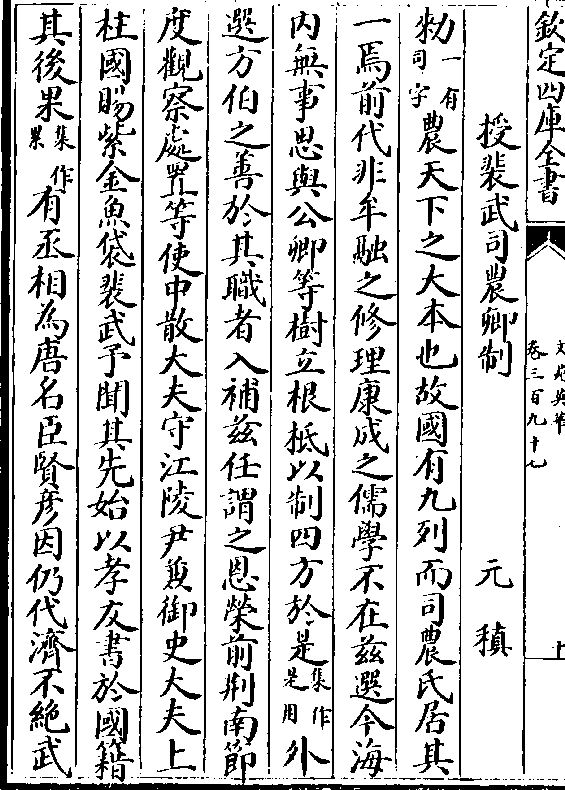 欽定四庫全書
文苑英華
卷三百九十七
授裴武司農卿制 元稹
勅一有司字農天下之大本也故國有九列而司農氏居其
一焉前代非牟融之修理康成之儒學不在兹選今海
内無事思與公卿等樹立根柢以制四方於是集作是用外
選方伯之善於其職者入補兹任謂之恩榮前荆南節
度觀察處置等使中散大夫守江陵尹兼御史大夫上
柱國賜紫金魚袋裴武予聞其先始以孝友書於國籍
其後果集作累有丞相為唐名臣賢彦因仍代濟不絶武